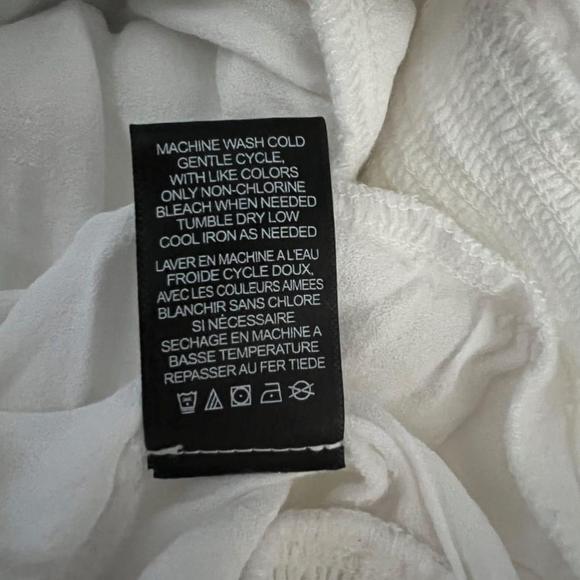 MACHINE WASH COLD
GENTLE CYCLE,
WITH LIKE COLORS
ONLY NON-CHLORINE
BLEACH WHEN NEEDED
TUMBLE DRY LOW
COOL IRON AS NEEDED
LAVER EN MACHINE A L'EAU
FROIDE CYCLE DOUX,
AVEC LES COULEURS AIMEES
BLANCHIR SANS CHLORE
SI NÈCESSAIRE
SECHAGE EN MACHINE A
BASSE TEMPERATURE
REPASSER AU FER TIEDE